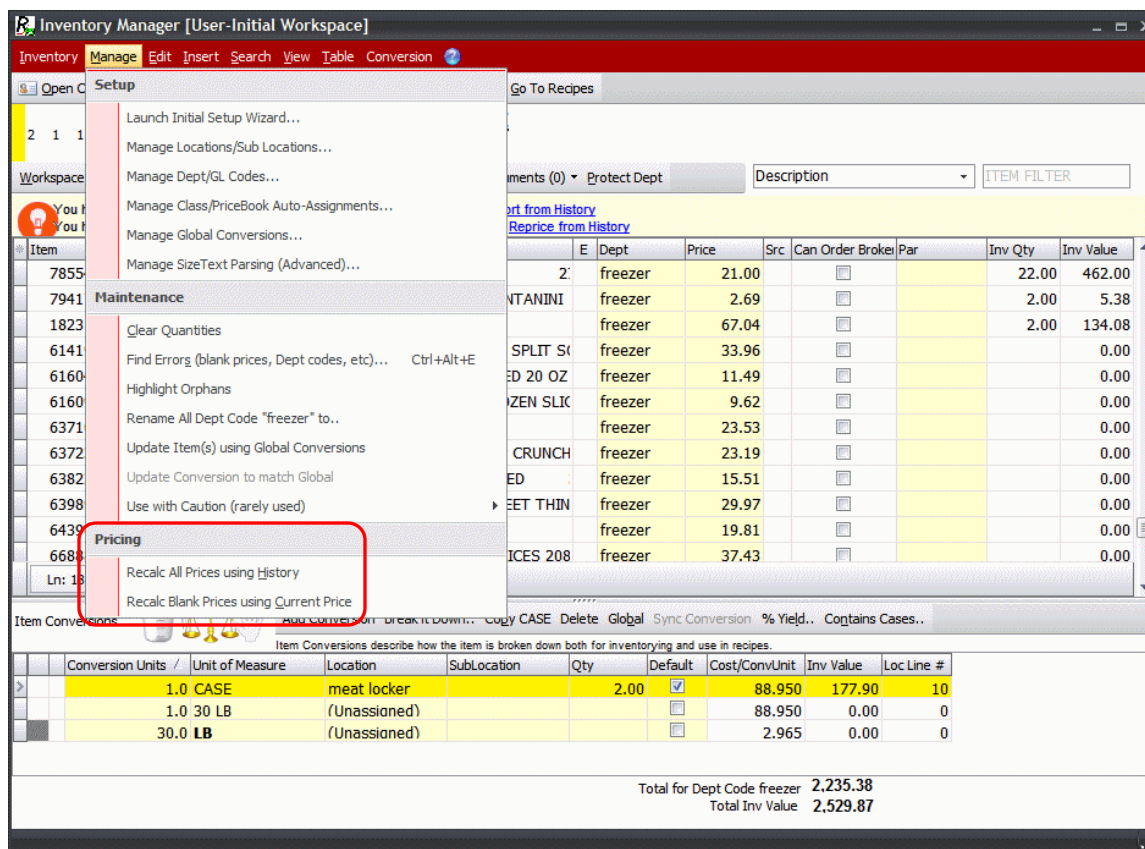 Inventory Manager [User-Initial Workspace]
Inventory Manage Edit Insert Search View Table Conversion
Open Go To Recipes
Setup
Launch Initial Setup Wizard...
2 1 1
Manage Locations/Sub Locations...
Workspace Manage Dept/GL Codes... Protect Dept Description ITEM FILTER
You Manage Class/PriceBook Auto-Assignments... from History
You Reprice from History
Manage Global Conversions...
Item E Dept Price Src Can Order Broker Par Inv Qty Inv Value
Manage SizeText Parsing (Advanced)...
7855 freezer 21.00 22.00 462.00
7941 Maintenance NTANINI freezer 2.69 2.00 5.38
1823 freezer 67.04 2.00 134.08
Clear Quantities
6141 SPLIT freezer 33.96 0.00
Find Errors (blank prices, Dept codes, etc)... Ctrl+Alt+E
6160 ED 20 OZ freezer 11.49 0.00
Highlight Orphans
6160 freezer 9.62 0.00
Rename All Dept Code "freezer" to..
6371 freezer 23.53 0.00
Update Item(s) using Global Conversions
6372 CRUNCH freezer 23.19 0.00
Update Conversion to match Global
6382 ED freezer 15.51 0.00
Use with Caution (rarely used)
6398 EET THIN freezer 29.97 0.00
6439 freezer 19.81 0.00
Pricing
6688 ICES 208 freezer 37.43 0.00
Recalc All Prices using History
Ln: 18
Recalc Blank Prices using Current Price
Item Conversions Add Conversion Break it Down.. Copy CASE Delete Global Sync Conversion % Yield.. Contains Cases..
Item Conversions describe how the item is broken down both for inventorying and use in recipes.
Conversion Units / Unit of Measure Location SubLocation Qty Default Cost/ConvUnit Inv Value Loc Line #
1.0 CASE meat locker 2.00 88.950 177.90 10
1.0 30 LB (Unassigned) 88.950 0.00 0
30.0 LB (Unassigned) 2.965 0.00 0
Total for Dept Code freezer 2,235.38
Total Inv Value 2,529.87